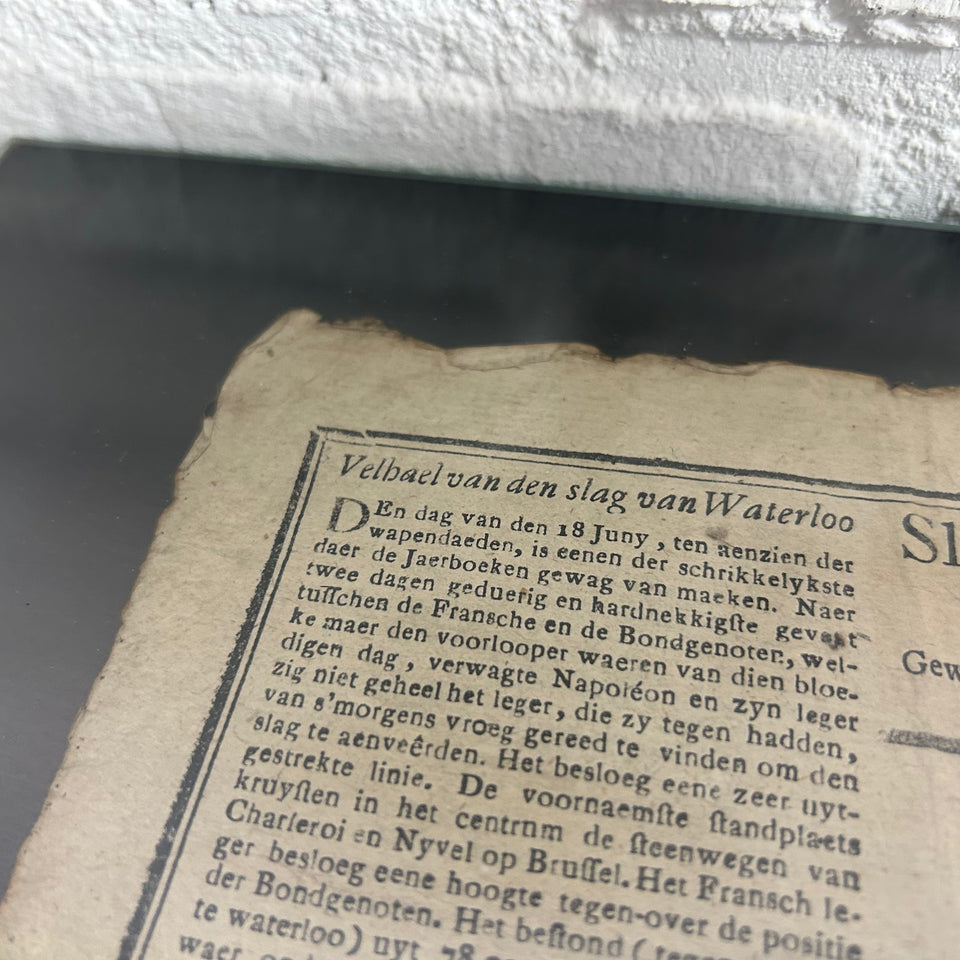 Velhael van den slag van Waterloo
DEn dag van den 18 Juny, ten aenzien der
wapendaeden, is eenen der schrikkelykste
daer de Jaerboeken gewag van maeken. Naer
twee dagen geduerig en hardnekkigſte gevegt
tuſſchen de Fransche en de Bondgenoten, wel-
ke maer den voorlooper waeren van dien bloe-
digen dag, verwagte Napoléon en zyn leger
zig niet geheel het leger, die zy tegen hadden,
van s'morgens vroeg gereed te vinden om den
slag te aenveêrden. Het besloeg eene zeer uyt-
gestrekte linie. De voornaemſte ſtandplaets
kruyſten in het centrnm de ſteenwegen van
Charleroi en Nyvel op Bruſſel. Het Fransch le-
ger besloeg eene hoogte tegen-over de positie
der Bondgenoten. Het beſtond (
te waterloo) uyt 78
waer
Sl
Gew